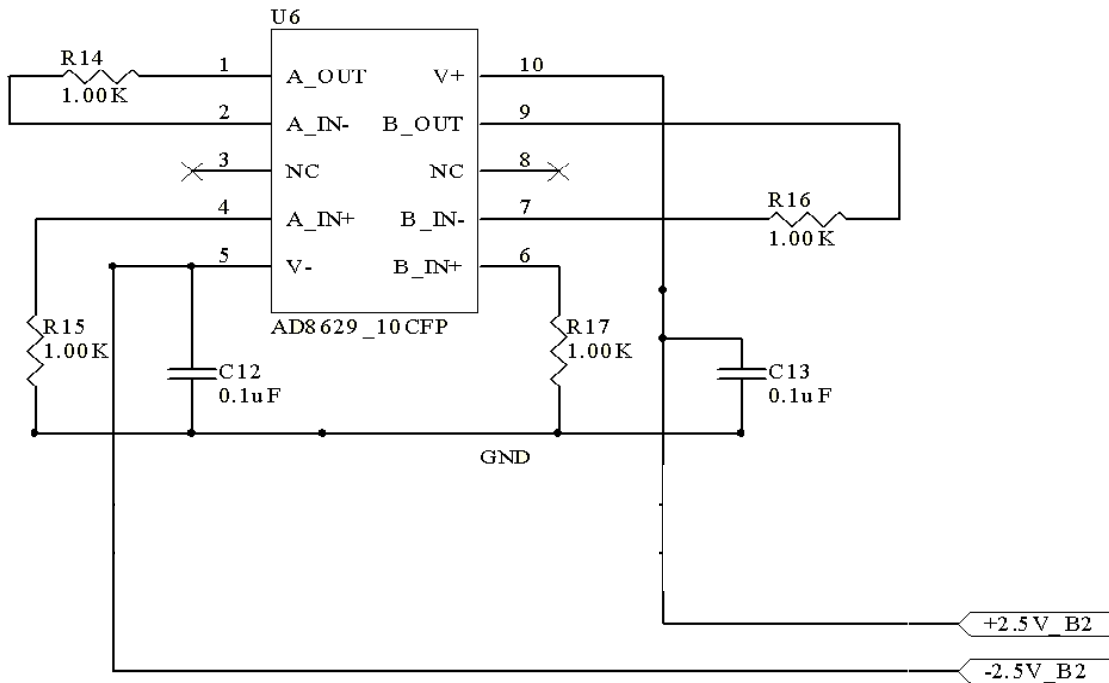 U6
R14
1.00K
1
A_OUT
V+
10
2
A_IN-
B_OUT
9
3
NC
NC
8
4
A_IN+
B_IN-
7
R16
1.00K
5
V-
B_IN+
6
AD8629_10CFP
R15
1.00K
R17
1.00K
C12
0.1uF
C13
0.1uF
GND
+2.5V_B2
-2.5V_B2